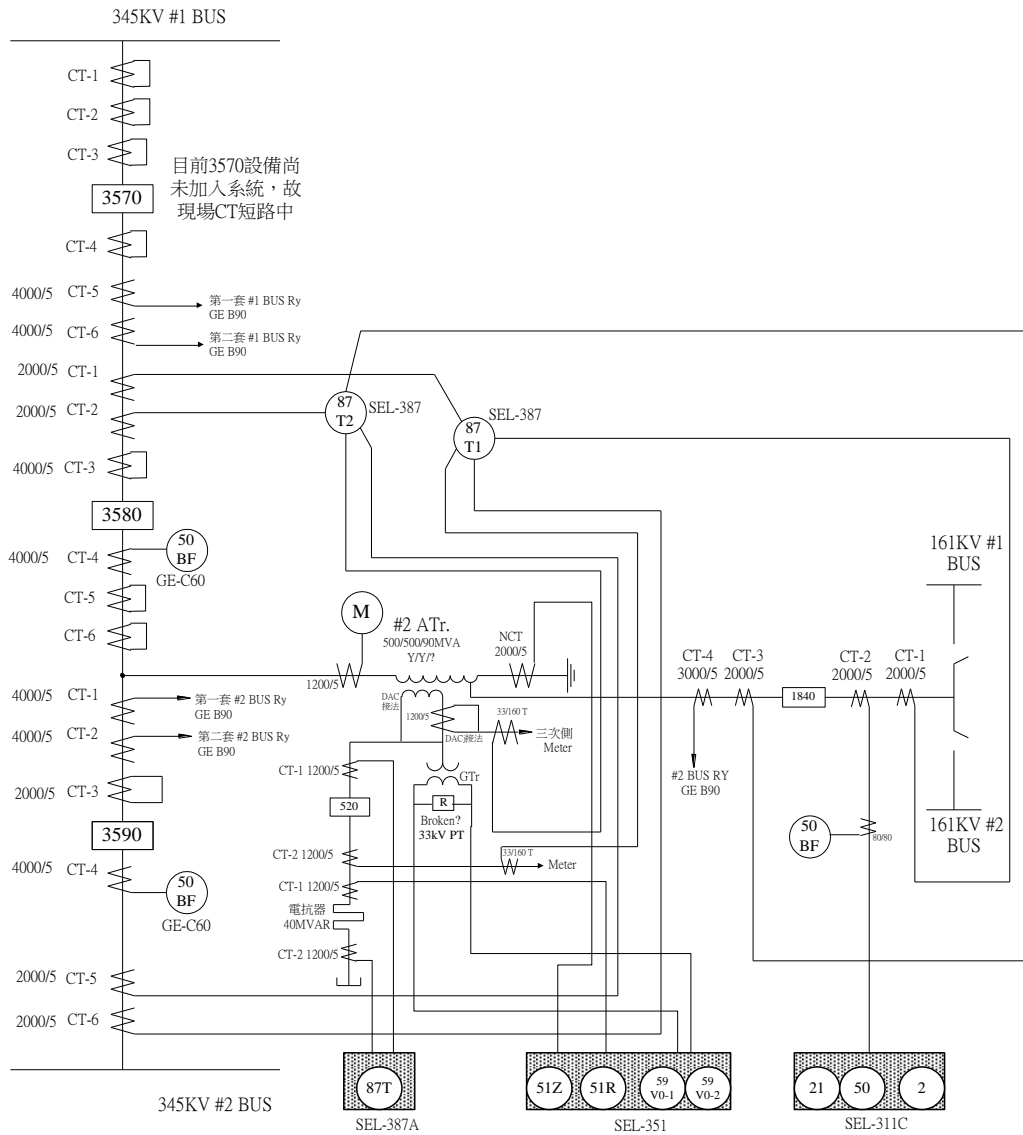 345KV #1 BUS
CT-1
CT-2
CT-3
目前3570設備尚
未加入系統，故
現場CT短路中
3570
CT-4
4000/5 CT-5
第一套 #1 BUS Ry
GE B90
4000/5 CT-6
第二套 #1 BUS Ry
GE B90
2000/5 CT-1
2000/5 CT-2
87
T2
SEL-387
87
T1
SEL-387
4000/5 CT-3
3580
4000/5 CT-4
50
BF
GE-C60
CT-5
CT-6
161KV #1
BUS
M
#2 ATr.
500/500/90MVA
Y/Y/?
1200/5
NCT
2000/5
CT-4
3000/5
CT-3
2000/5
1840
CT-2
2000/5
CT-1
2000/5
4000/5 CT-1
第一套 #2 BUS Ry
GE B90
4000/5 CT-2
第二套 #2 BUS Ry
GE B90
DAC
接法
1200/5
DAC接法
33/160 T
三次側
Meter
#2 BUS RY
GE B90
2000/5 CT-3
CT-1 1200/5
GTr
520
R
Broken?
33kV PT
3590
161KV #2
BUS
50
BF
80/80
4000/5 CT-4
50
BF
GE-C60
CT-2 1200/5
33/160 T
Meter
CT-1 1200/5
電抗器
40MVAR
CT-2 1200/5
2000/5 CT-5
2000/5 CT-6
345KV #2 BUS
87T
SEL-387A
51Z
51R
59
V0-1
59
V0-2
SEL-351
21
50
2
SEL-311C